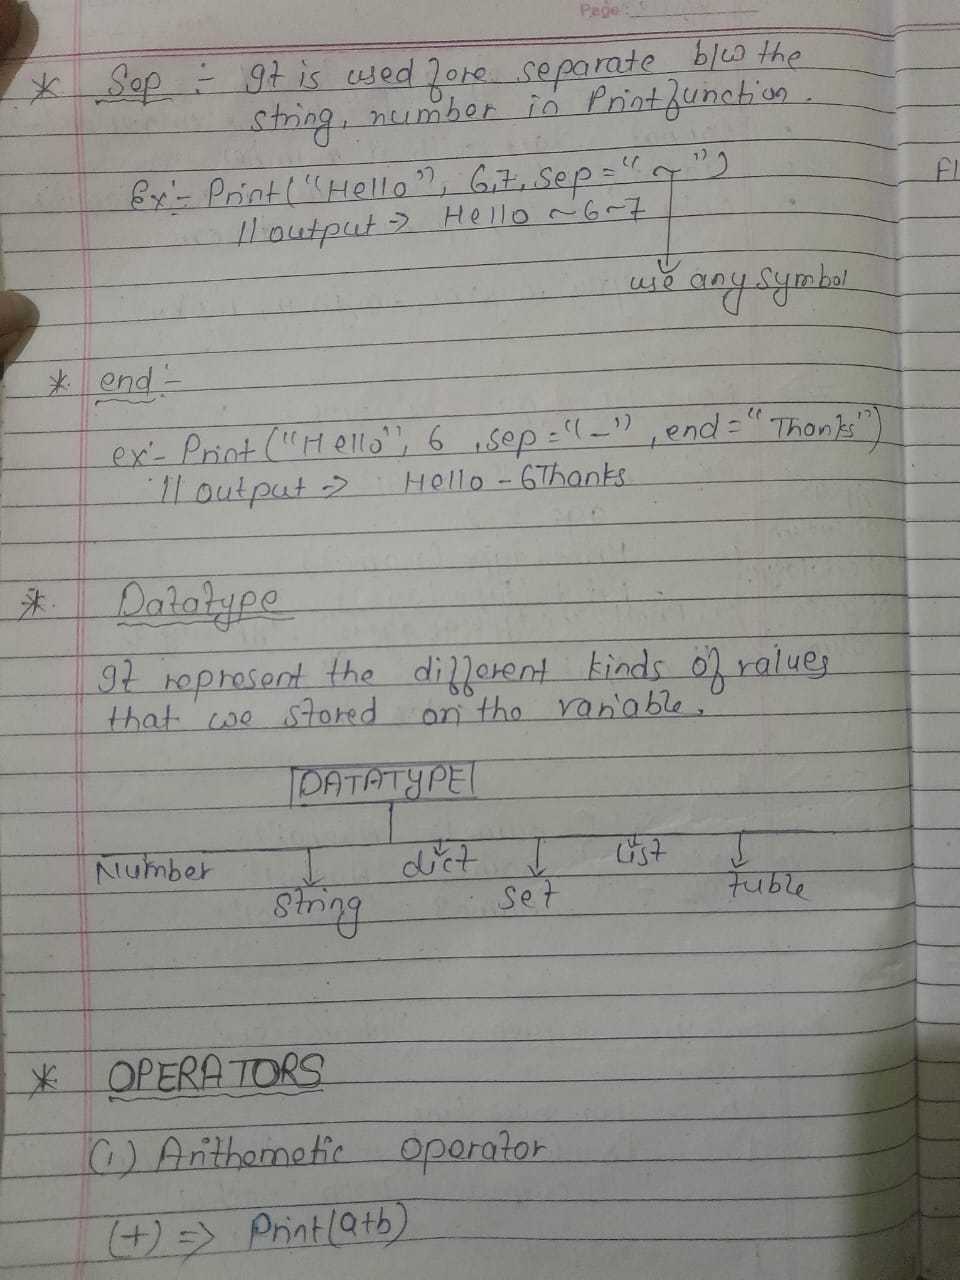 Page :
* Sep :- It is used fore separate b/w the
string, number in Print function.
Ex:- Print("Hello", 6,7, Sep="~")
// output → Hello ~6~7
use any symbol
* end :-
ex:- Print("Hello", 6 ,sep="-" ,end="Thanks")
// output → Hello - 6Thanks
* Datatype
It represent the different kinds of values
that we stored on the variable.
DATATYPE
Number String dict Set List tuble
* OPERATORS
(i) Arithemetic operator
(+) => Print(a+b)